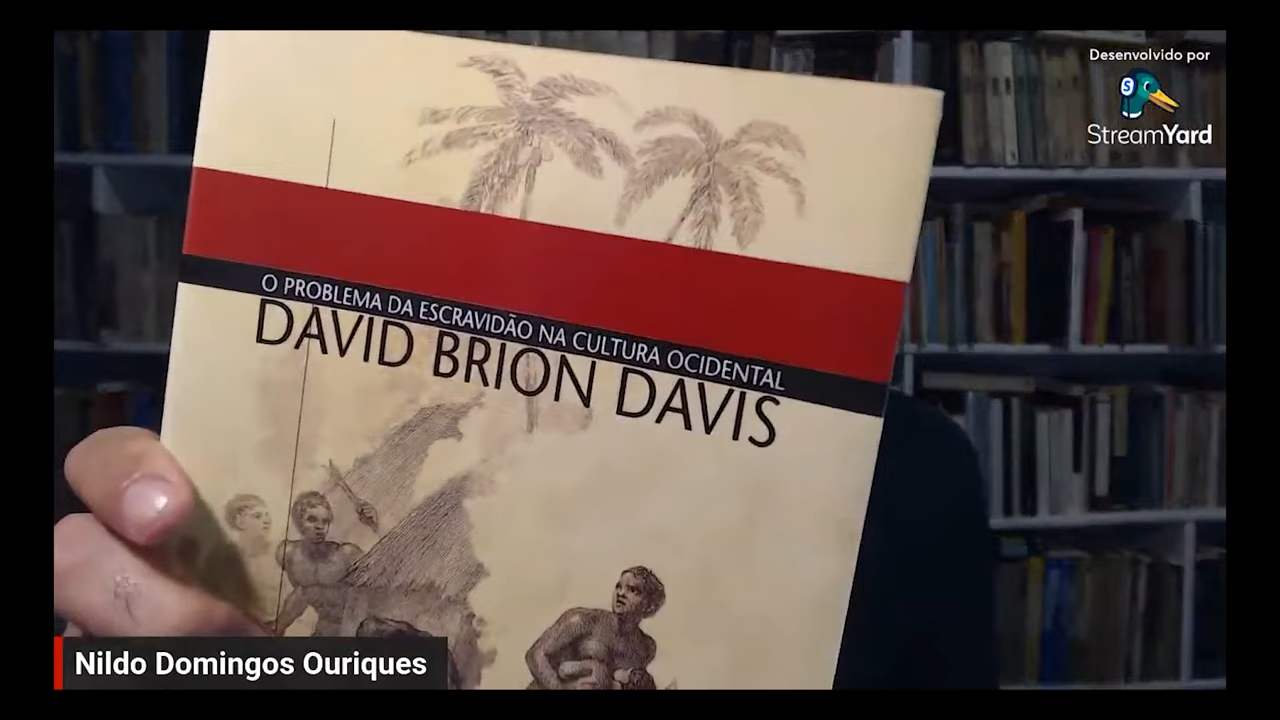 Desenvolvido por
StreamYard
O PROBLEMA DA ESCRAVIDÃO NA CULTURA OCIDENTAL
DAVID BRION DAVIS
Nildo Domingos Ouriques